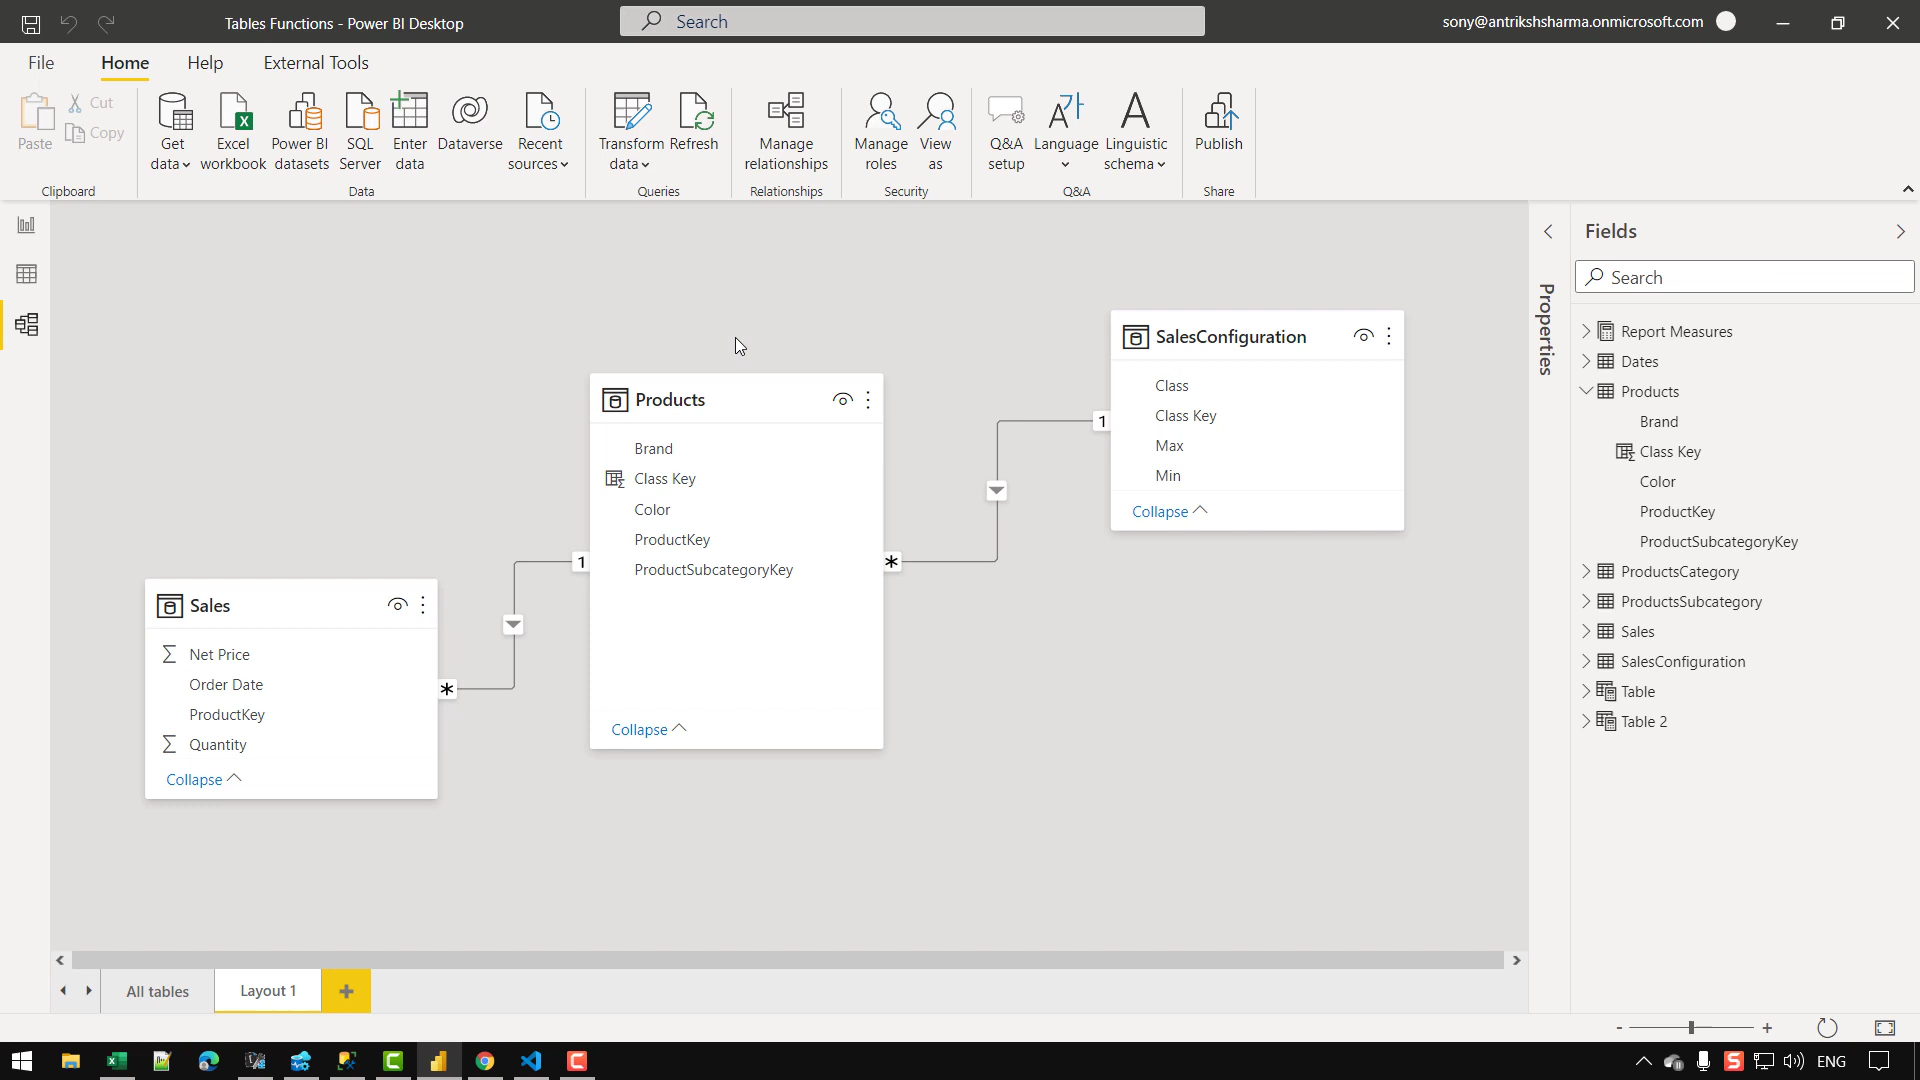 Tables Functions - Power BI Desktop
Search
sony@antrikshsharma.onmicrosoft.com
File
Home
Help
External Tools
Paste
Cut
Copy
Clipboard
Get data
Excel workbook
Power BI datasets
SQL Server
Enter data
Dataverse
Recent sources
Data
Transform data
Refresh
Queries
Manage relationships
Relationships
Manage roles
View as
Security
Q&A setup
Language
Linguistic schema
Q&A
Publish
Share
Sales
Net Price
Order Date
ProductKey
Quantity
Collapse
*
1
Products
Brand
Class Key
Color
ProductKey
ProductSubcategoryKey
Collapse
*
1
SalesConfiguration
Class
Class Key
Max
Min
Collapse
Properties
Fields
Search
Report Measures
Dates
Products
Brand
Class Key
Color
ProductKey
ProductSubcategoryKey
ProductsCategory
ProductsSubcategory
Sales
SalesConfiguration
Table
Table 2
All tables
Layout 1
+
-
+
ENG